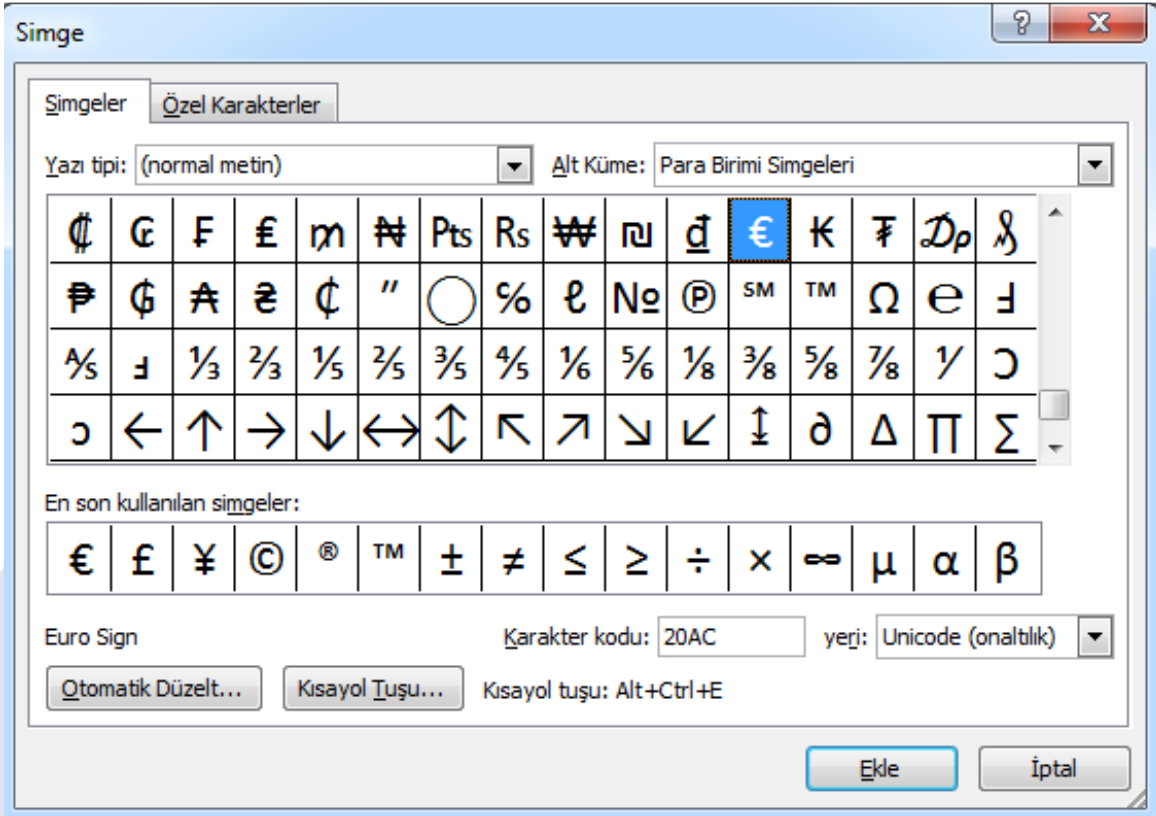 Simge
Simgeler Özel Karakterler
Yazı tipi: (normal metin) Alt Küme: Para Birimi Simgeleri
₡ ₢ ₣ ₤ ₥ ₦ ₧ ₨ ₩ ₪ ₫ € ₭ ₮ ₯ ₰
₱ ₲ ₳ ₴ ₵ ″ ⃝ ℅ ℓ № ℗ ℠ ™ Ω ℮ Ⅎ
⅍ ⅎ ⅓ ⅔ ⅕ ⅖ ⅗ ⅘ ⅙ ⅚ ⅛ ⅜ ⅝ ⅞ ⅟ Ↄ
ↄ ← ↑ → ↓ ↔ ↕ ↖ ↗ ↘ ↙ ↨ ∂ ∆ ∏ ∑
En son kullanılan simgeler:
€ £ ¥ © ® ™ ± ≠ ≤ ≥ ÷ × ∞ µ α β
Euro Sign Karakter kodu: 20AC yeri: Unicode (onaltılık)
Otomatik Düzelt... Kısayol Tuşu... Kısayol tuşu: Alt+Ctrl+E
Ekle İptal